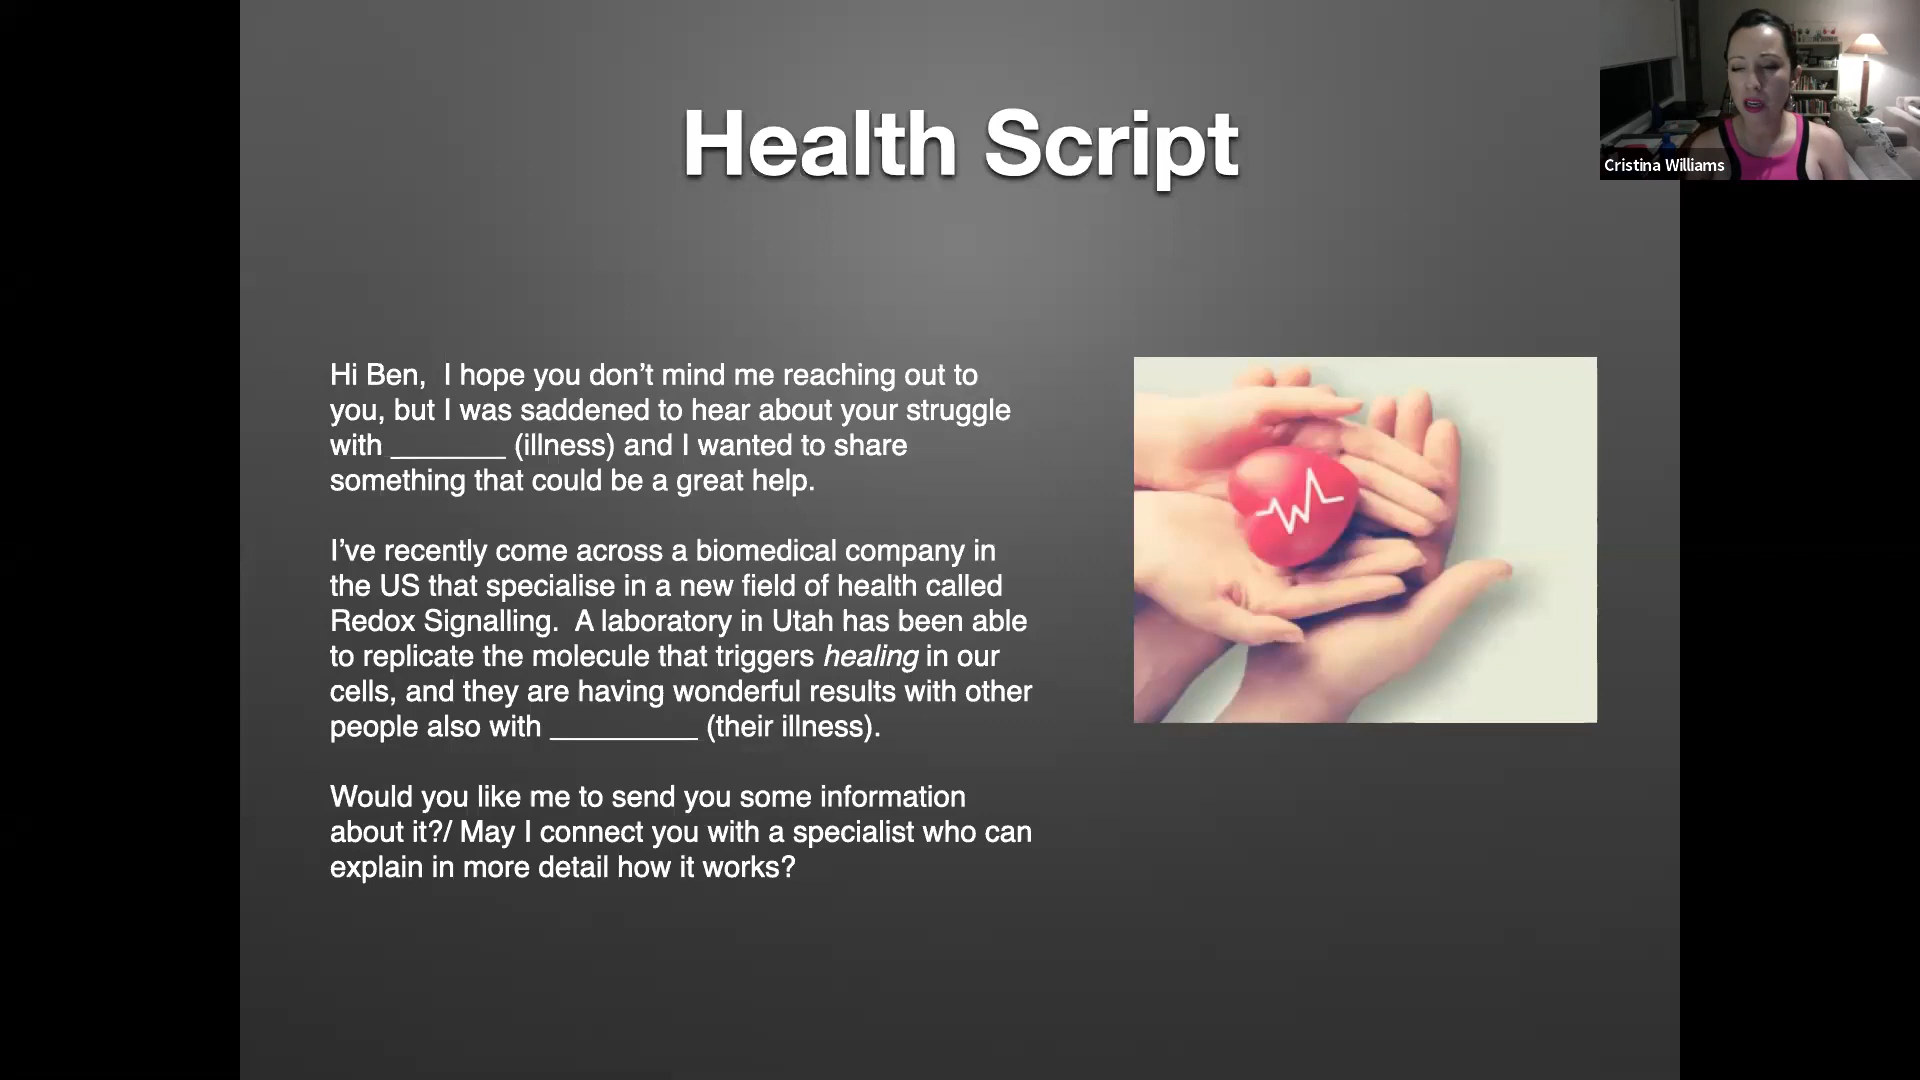 Health Script
Cristina Williams
Hi Ben,  I hope you don’t mind me reaching out to
you, but I was saddened to hear about your struggle
with ________ (illness) and I wanted to share
something that could be a great help.
I’ve recently come across a biomedical company in
the US that specialise in a new field of health called
Redox Signalling.  A laboratory in Utah has been able
to replicate the molecule that triggers healing in our
cells, and they are having wonderful results with other
people also with __________ (their illness).
Would you like me to send you some information
about it?/ May I connect you with a specialist who can
explain in more detail how it works?